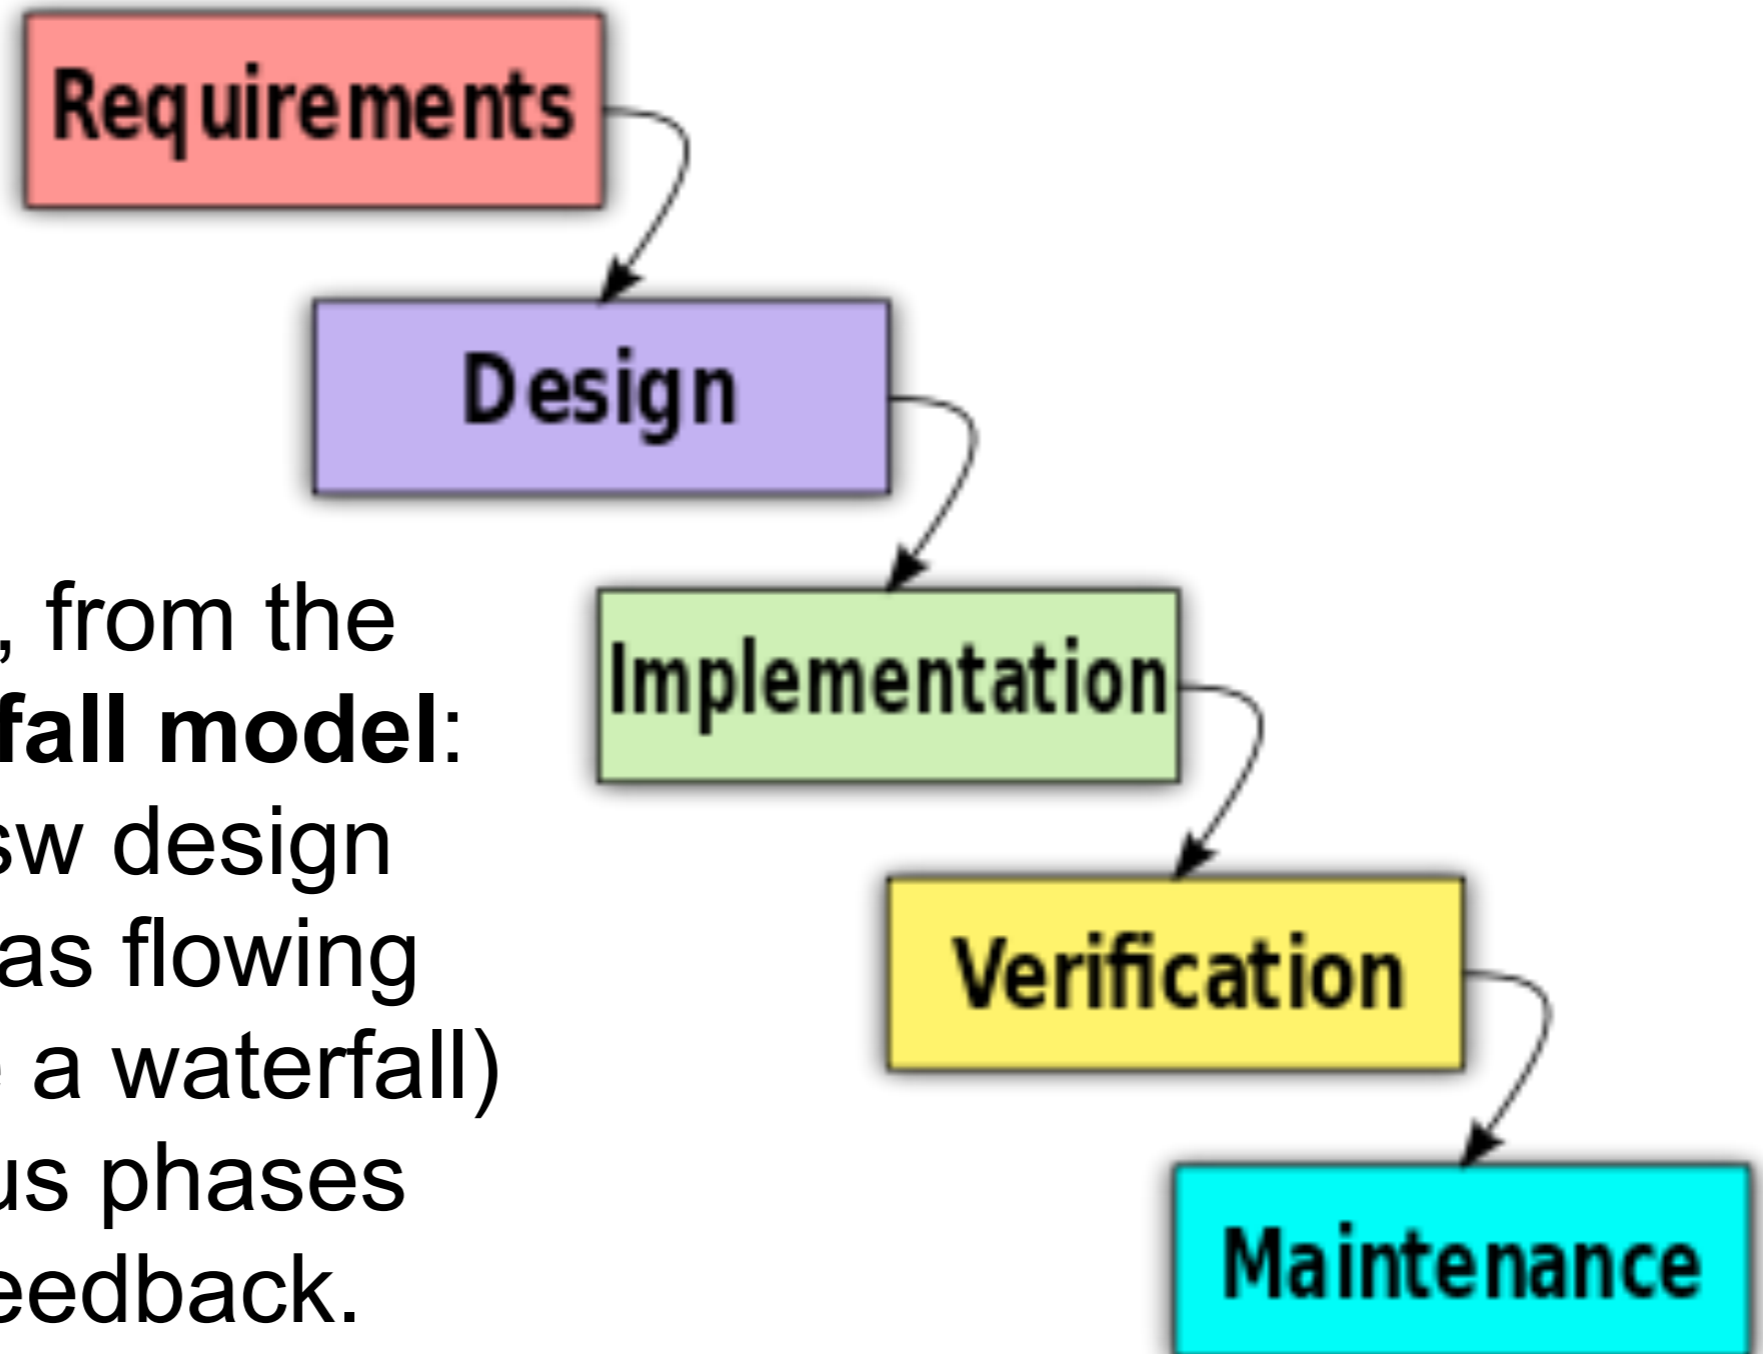 Requirements
Design
, from the
fall model:
sw design
as flowing
a waterfall)
us phases
eedback.
Implementation
Verification
Maintenance